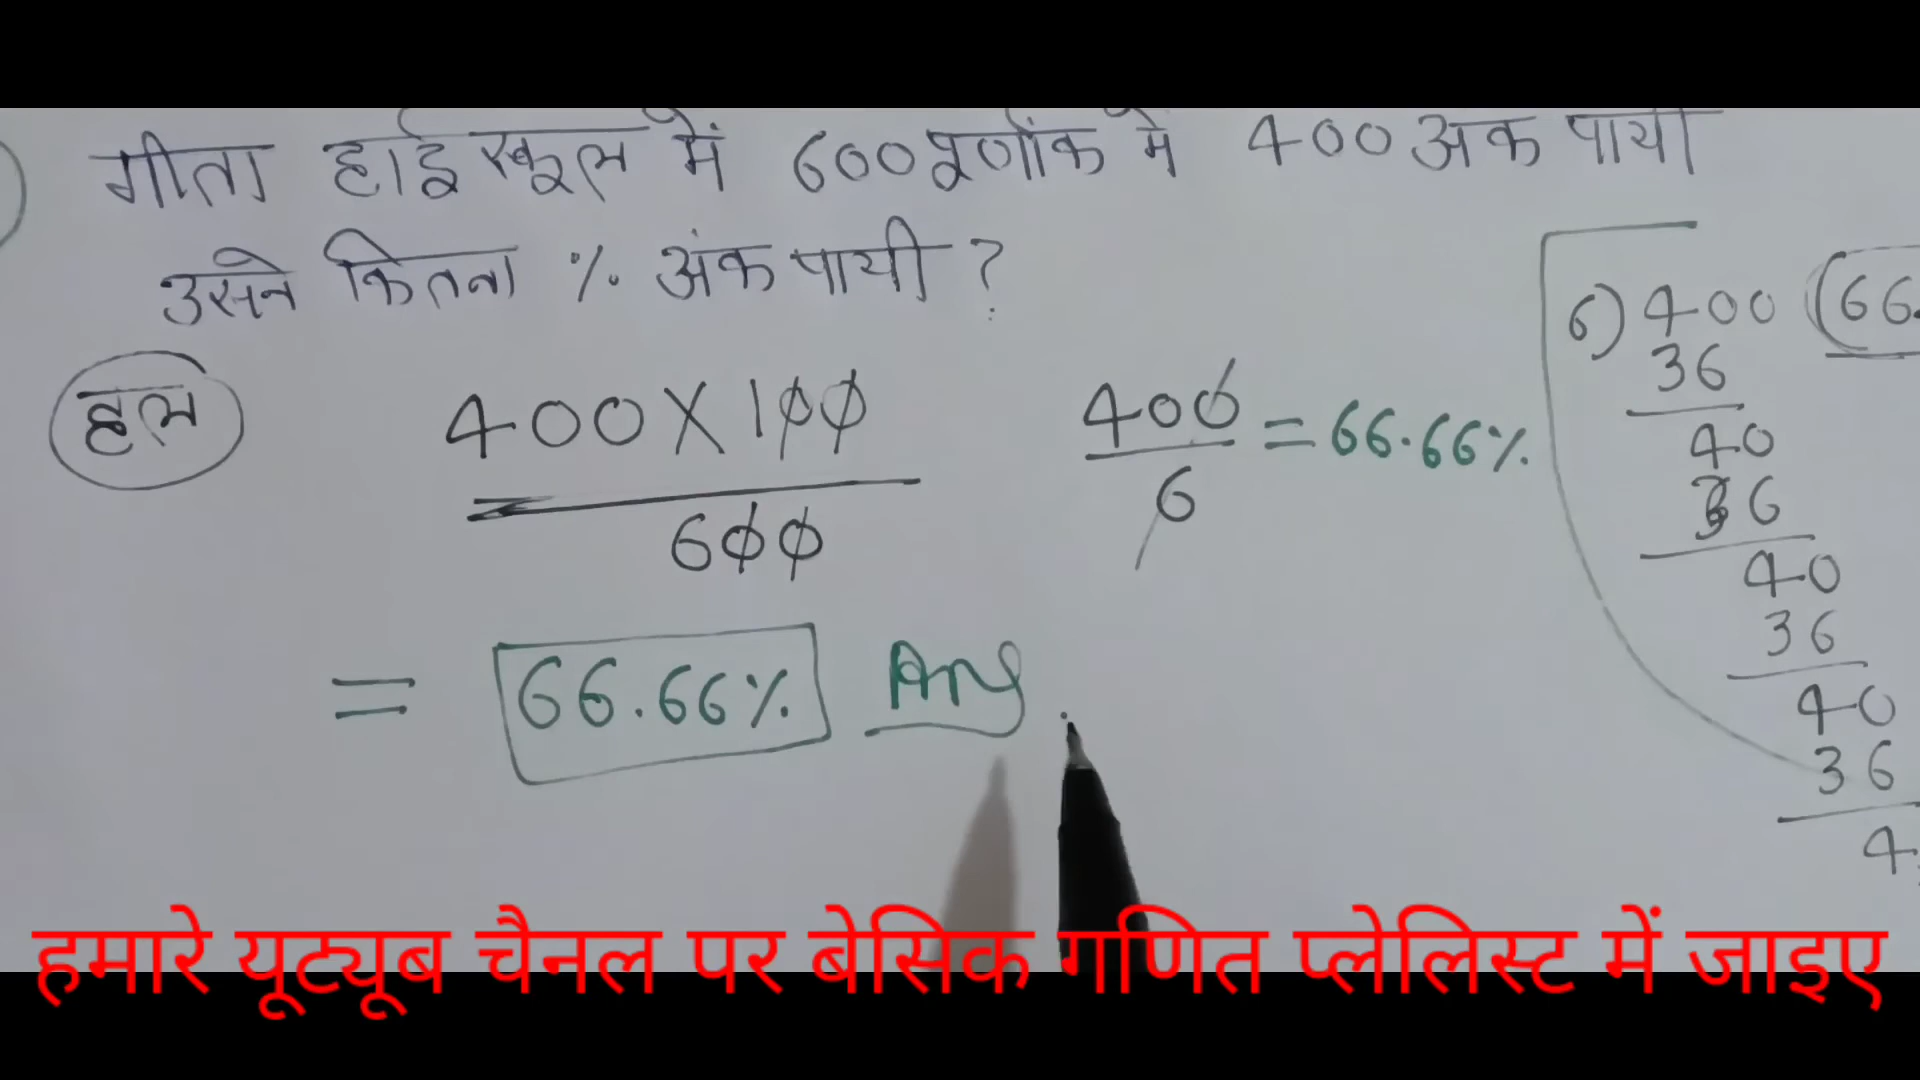 गीता हाई स्कूल में 600 पूर्णांक मे 400 अंक पायी
उसने कितना % अंक पायी ?
हल
400 X 100
600
= 66.66% Ans
400
6
= 66.66%
6) 400 (66.
36
40
36
40
36
40
36
4
हमारे यूट्यूब चैनल पर बेसिक गणित प्लेलिस्ट में जाइए